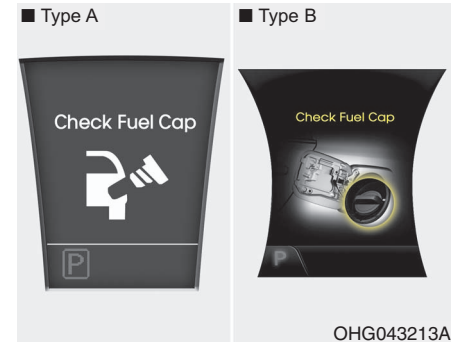 ■ Type A
Check Fuel Cap
P
■ Type B
Check Fuel Cap
P
OHG043213A